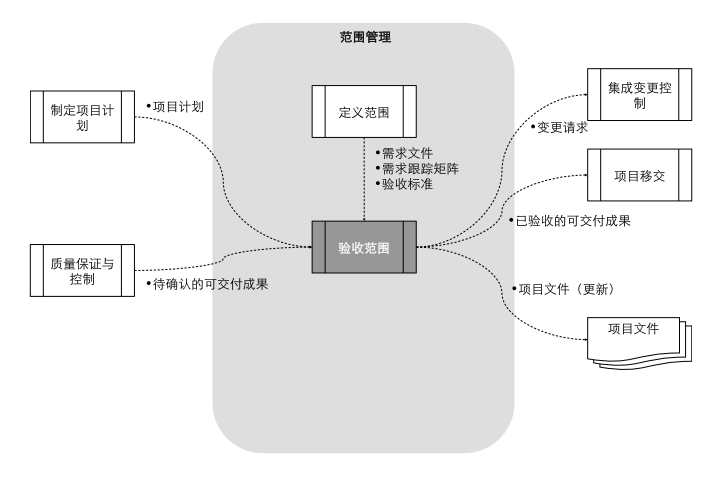 范围管理
制定项目计
划
•项目计划
定义范围
•需求文件
•需求跟踪矩阵
•验收标准
集成变更控
制
•变更请求
项目移交
•已验收的可交付成果
验收范围
质量保证与
控制
•待确认的可交付成果
•项目文件（更新）
项目文件